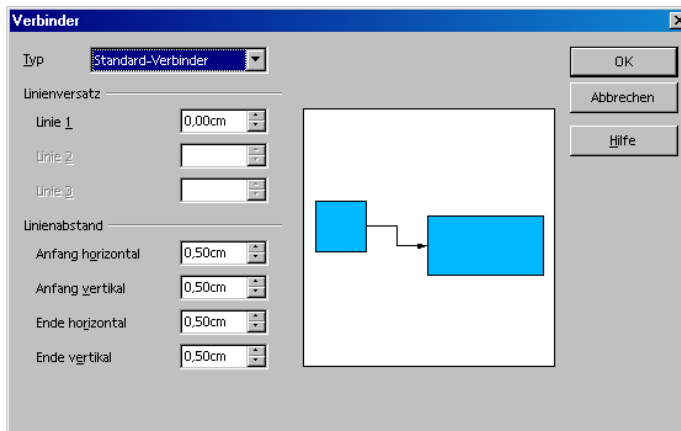 Verbinder
Typ Standard-Verbinder
OK
Linienversatz
Abbrechen
Linie 1 0,00cm
Hilfe
Linie 2
Linie 3
Linienabstand
Anfang horizontal 0,50cm
Anfang vertikal 0,50cm
Ende horizontal 0,50cm
Ende vertikal 0,50cm